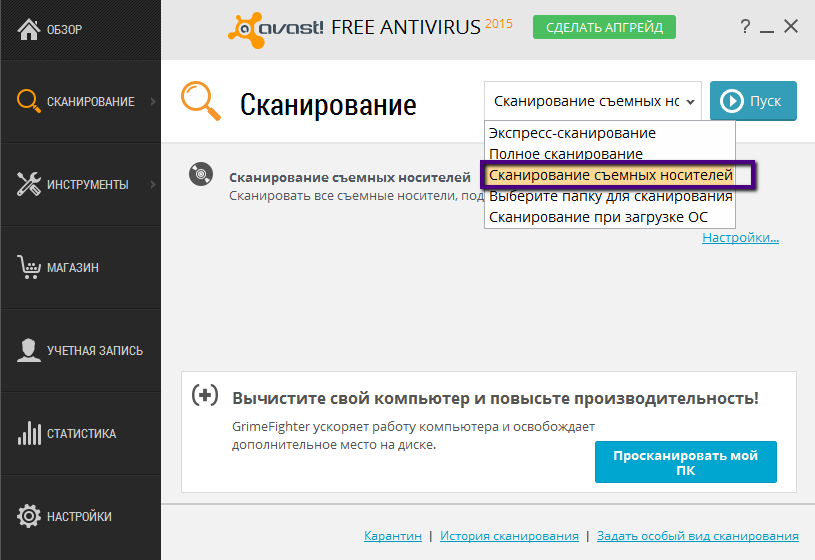 ОБЗОР
avast! FREE ANTIVIRUS 2015
СДЕЛАТЬ АПГРЕЙД
?
СКАНИРОВАНИЕ
Сканирование
Сканирование съемных но
Пуск
Экспресс-сканирование
Полное сканирование
Сканирование съемных носителей
Выберите папку для сканирования
Сканирование при загрузке ОС
Сканирование съемных носителей
Сканировать все съемные носители, под
Настройки...
ИНСТРУМЕНТЫ
МАГАЗИН
УЧЕТНАЯ ЗАПИСЬ
СТАТИСТИКА
НАСТРОЙКИ
Вычистите свой компьютер и повысьте производительность!
GrimeFighter ускоряет работу компьютера и освобождает
дополнительное место на диске.
Просканировать мой
ПК
Карантин | История сканирования | Задать особый вид сканирования